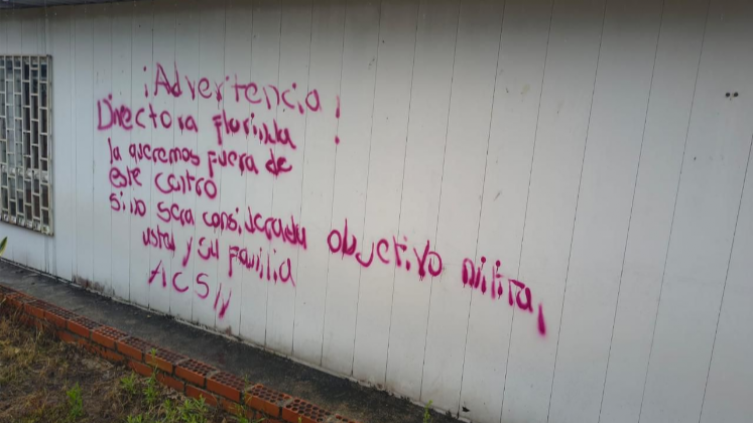 ¡Advertencia!
Directora florinda
la queremos fuera de
este centro
si no sera considerada objetivo militar
usted y su familia
ACSN